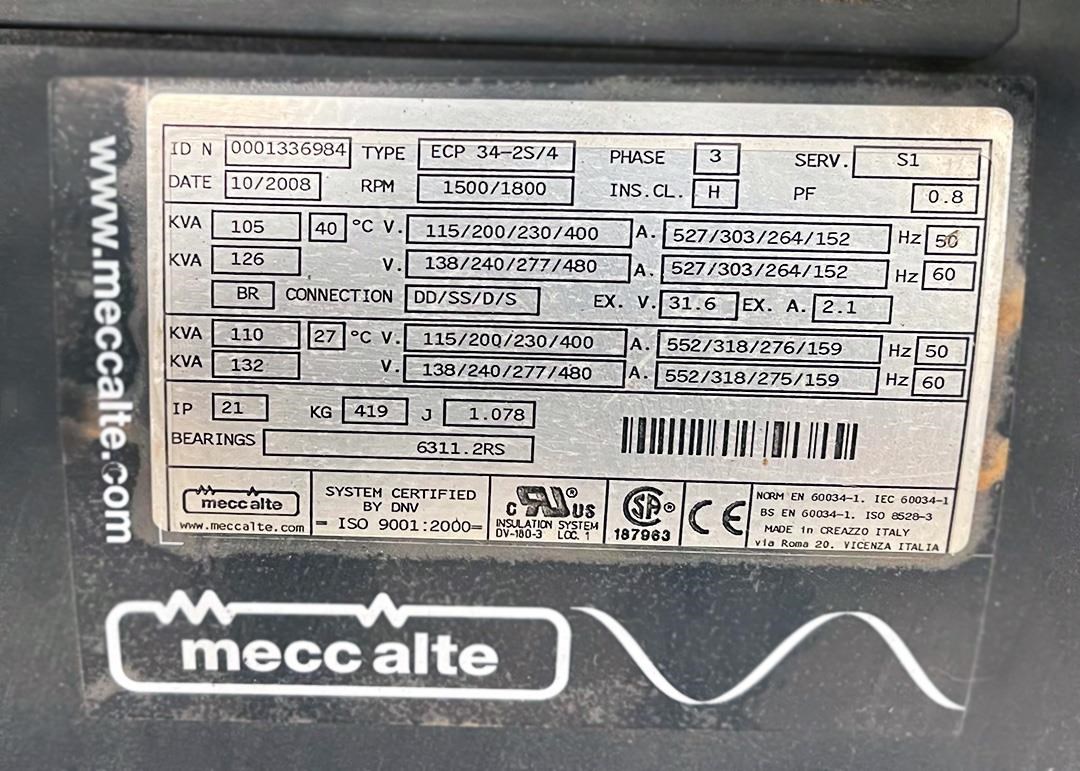 www.meccalte.com
ID N 0001336984 TYPE ECP 34-2S/4 PHASE 3 SERV. S1
DATE 10/2008 RPM 1500/1800 INS.CL. H PF 0.8
KVA 105 40 °C V. 115/200/230/400 A. 527/303/264/152 Hz 50
KVA 126 V. 138/240/277/480 A. 527/303/264/152 Hz 60
BR CONNECTION DD/SS/D/S EX. V. 31.6 EX. A. 2.1
KVA 110 27 °C V. 115/200/230/400 A. 552/318/276/159 Hz 50
KVA 132 V. 138/240/277/480 A. 552/318/275/159 Hz 60
IP 21 KG 419 J 1.078
BEARINGS 6311.2RS
mecc alte
www.meccalte.com
SYSTEM CERTIFIED
BY DNV
= ISO 9001:2000=
c UR ® US
INSULATION SYSTEM
DV-180-3 LOC. 1
SP ®
187963
CE
NORM EN 60034-1. IEC 60034-1
BS EN 60034-1. ISO 8528-3
MADE in CREAZZO ITALY
via Roma 20. VICENZA ITALIA
mecc alte